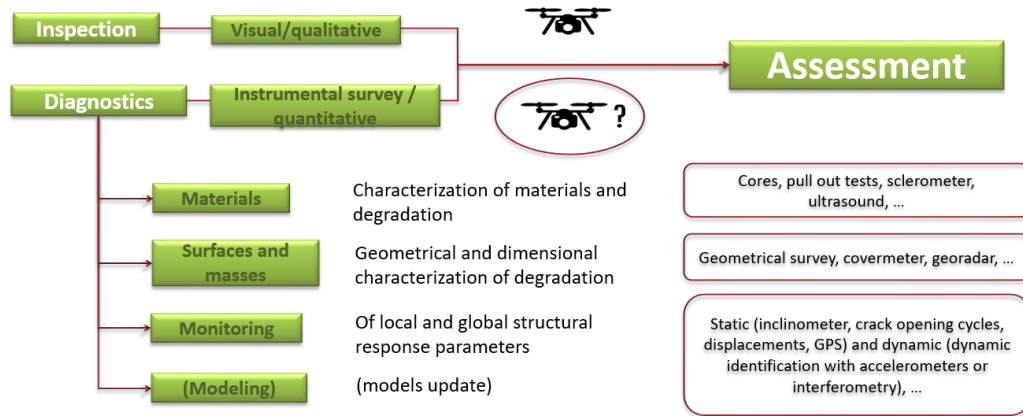 Inspection
Visual/qualitative
Assessment
Diagnostics
Instrumental survey /
quantitative
?
Materials
Characterization of materials and
degradation
Cores, pull out tests, sclerometer,
ultrasound, ...
Surfaces and
masses
Geometrical and dimensional
characterization of degradation
Geometrical survey, covermeter, georadar, ...
Monitoring
Of local and global structural
response parameters
Static (inclinometer, crack opening cycles,
displacements, GPS) and dynamic (dynamic
identification with accelerometers or
interferometry), ...
(Modeling)
(models update)